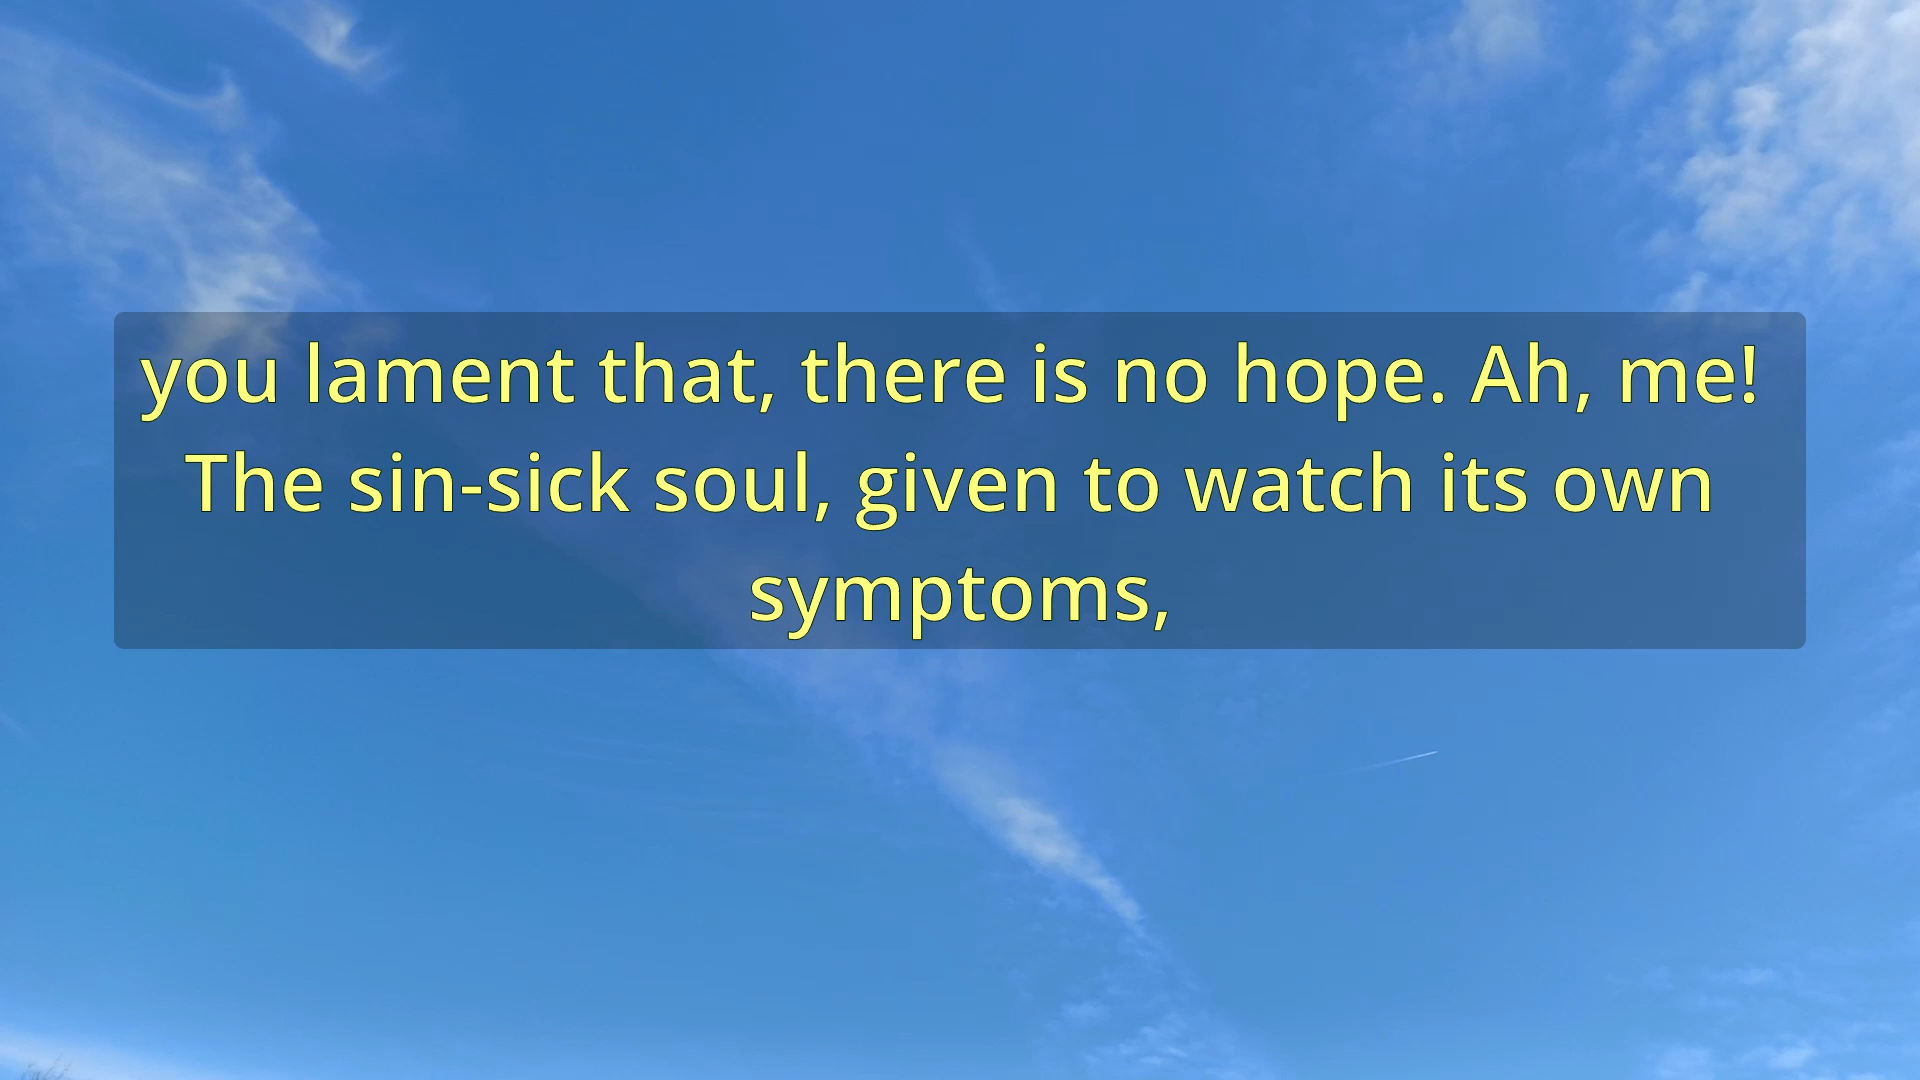 you lament that, there is no hope. Ah, me!
The sin-sick soul, given to watch its own
symptoms,